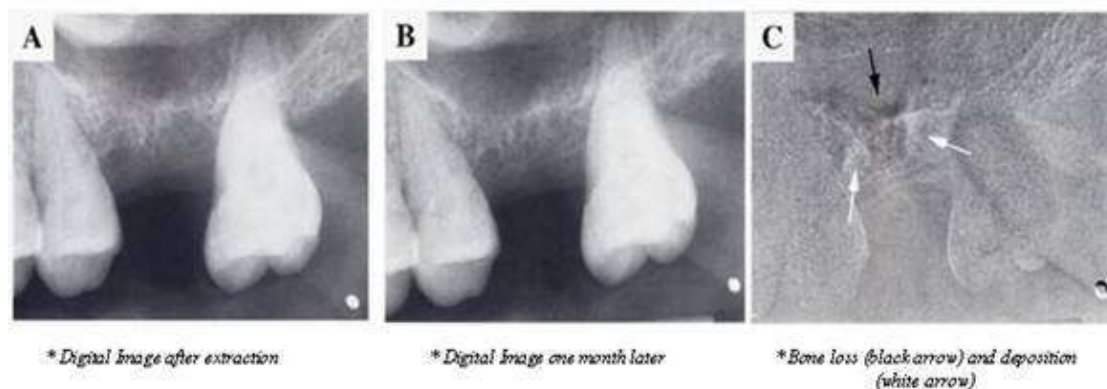 A
B
C
*Digital Image after extraction
*Digital Image one month later
*Bone loss (black arrow) and deposition
(white arrow)